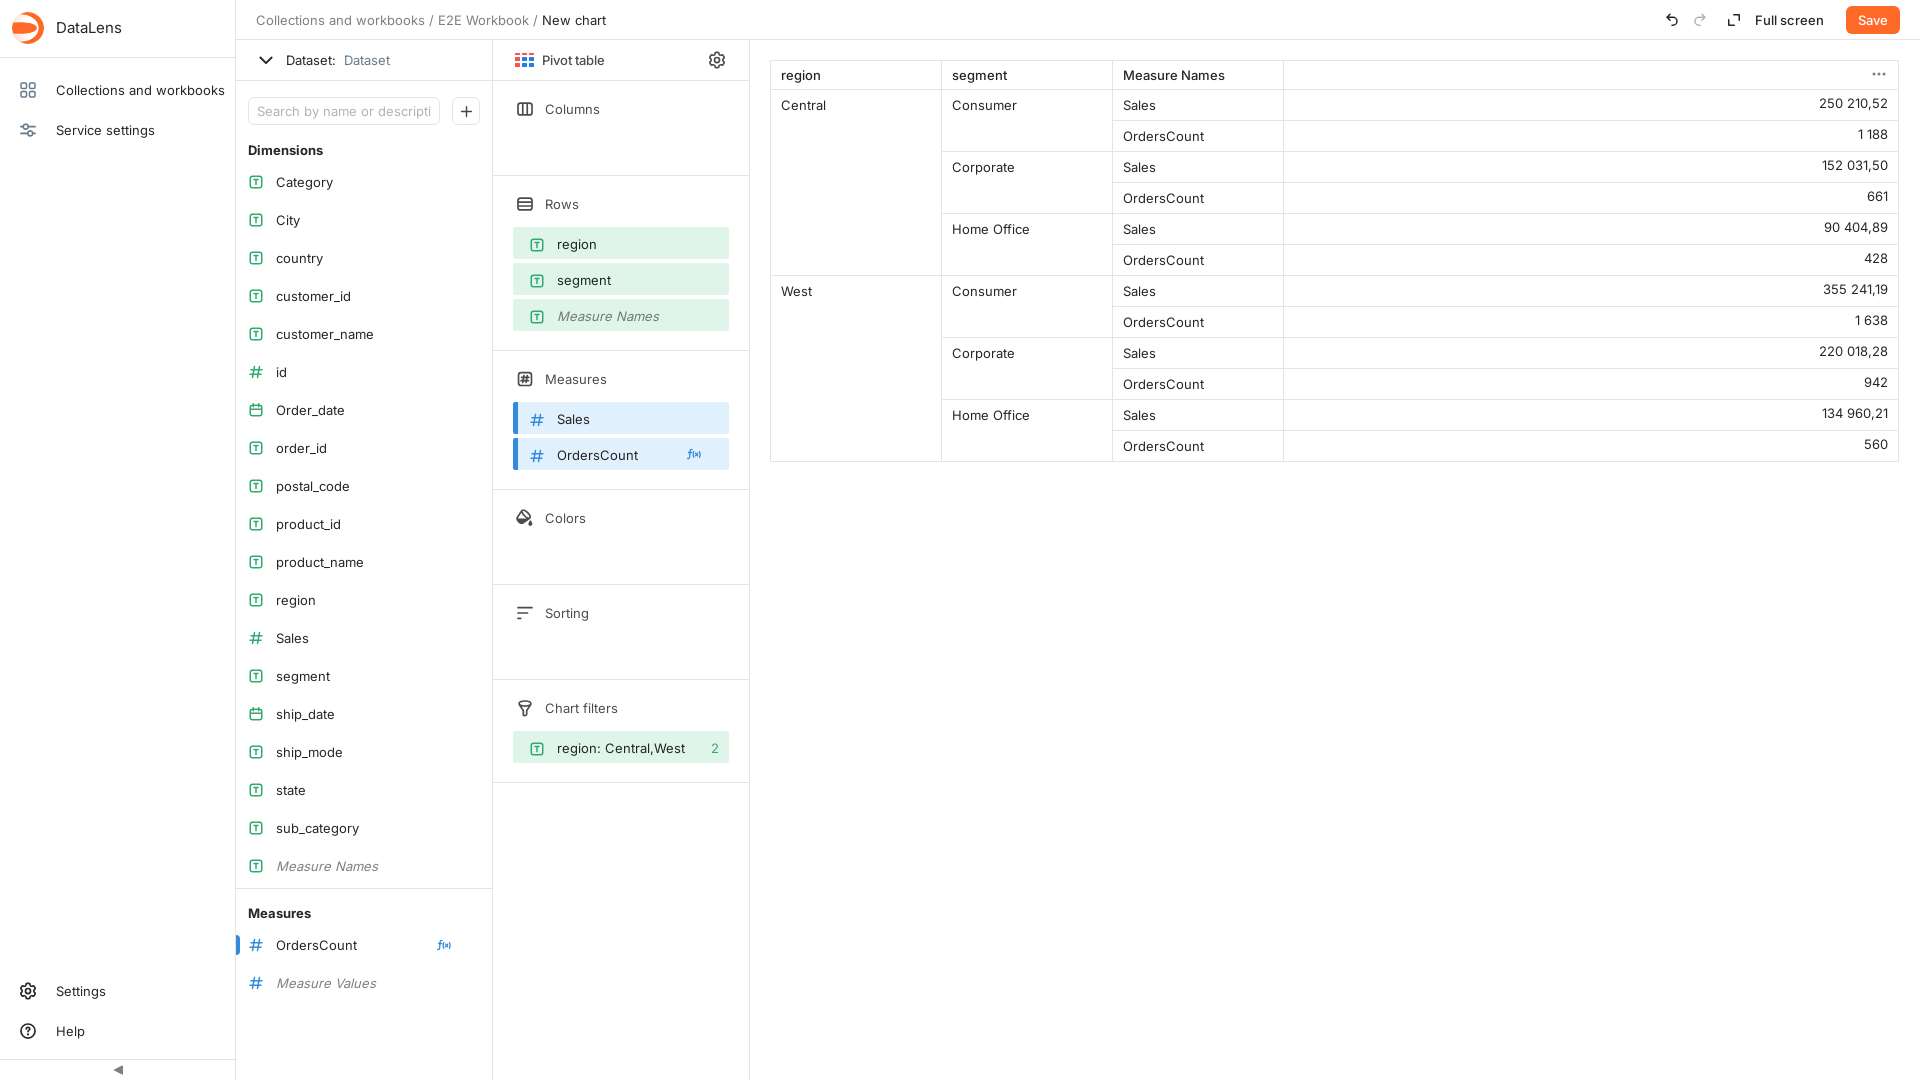 DataLens
Collections and workbooks
Service settings
Settings
Help
Collections and workbooks / E2E Workbook / New chart
Full screen
Save
Dataset: Dataset
Search by name or descripti
Dimensions
Category
City
country
customer_id
customer_name
id
Order_date
order_id
postal_code
product_id
product_name
region
Sales
segment
ship_date
ship_mode
state
sub_category
Measure Names
Measures
OrdersCount f(x)
Measure Values
Pivot table
Columns
Rows
region
segment
Measure Names
Measures
Sales
OrdersCount f(x)
Colors
Sorting
Chart filters
region: Central,West 2
region segment Measure Names
Central Consumer Sales 250 210,52
OrdersCount 1 188
Corporate Sales 152 031,50
OrdersCount 661
Home Office Sales 90 404,89
OrdersCount 428
West Consumer Sales 355 241,19
OrdersCount 1 638
Corporate Sales 220 018,28
OrdersCount 942
Home Office Sales 134 960,21
OrdersCount 560